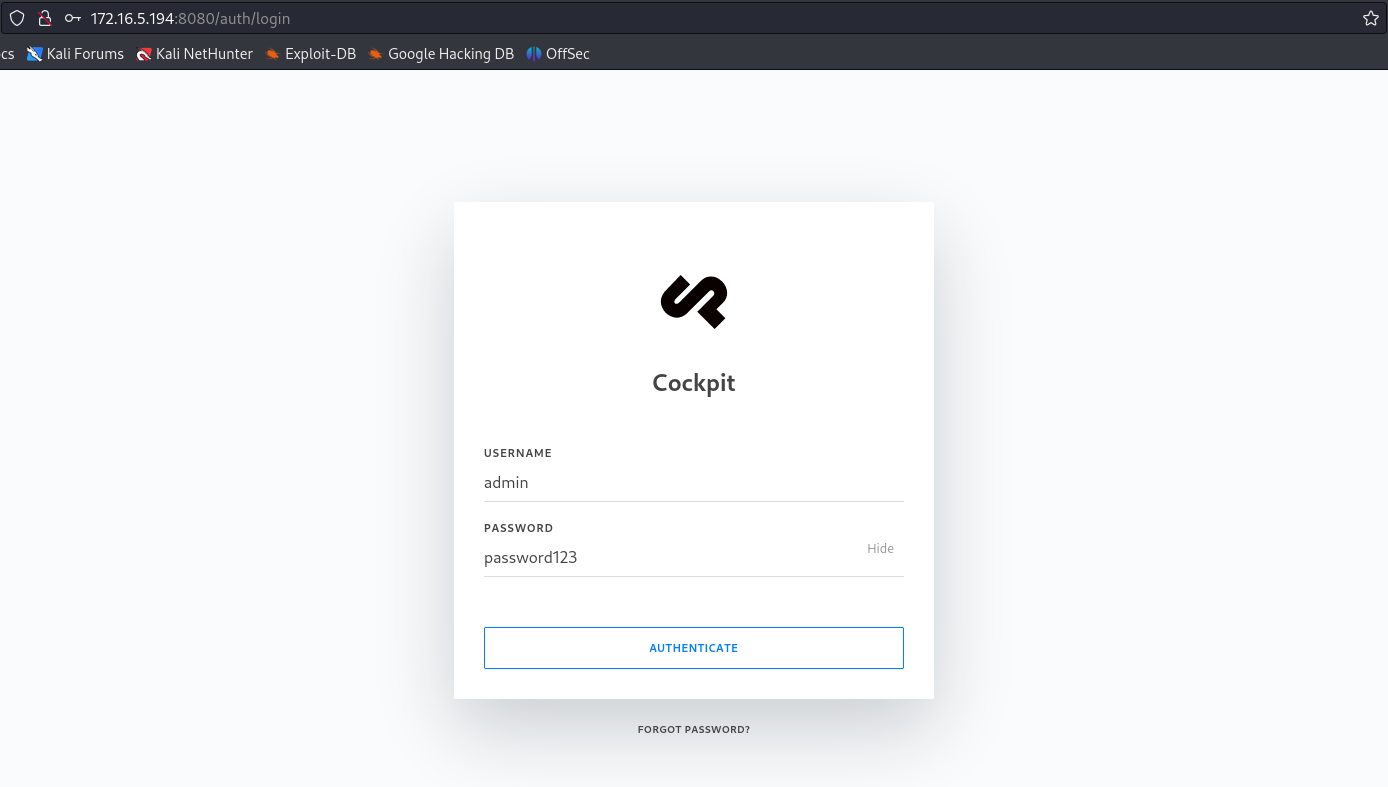 172.16.5.194:8080/auth/login
cs Kali Forums Kali NetHunter Exploit-DB Google Hacking DB OffSec
Cockpit
USERNAME
admin
PASSWORD
password123 Hide
AUTHENTICATE
FORGOT PASSWORD?